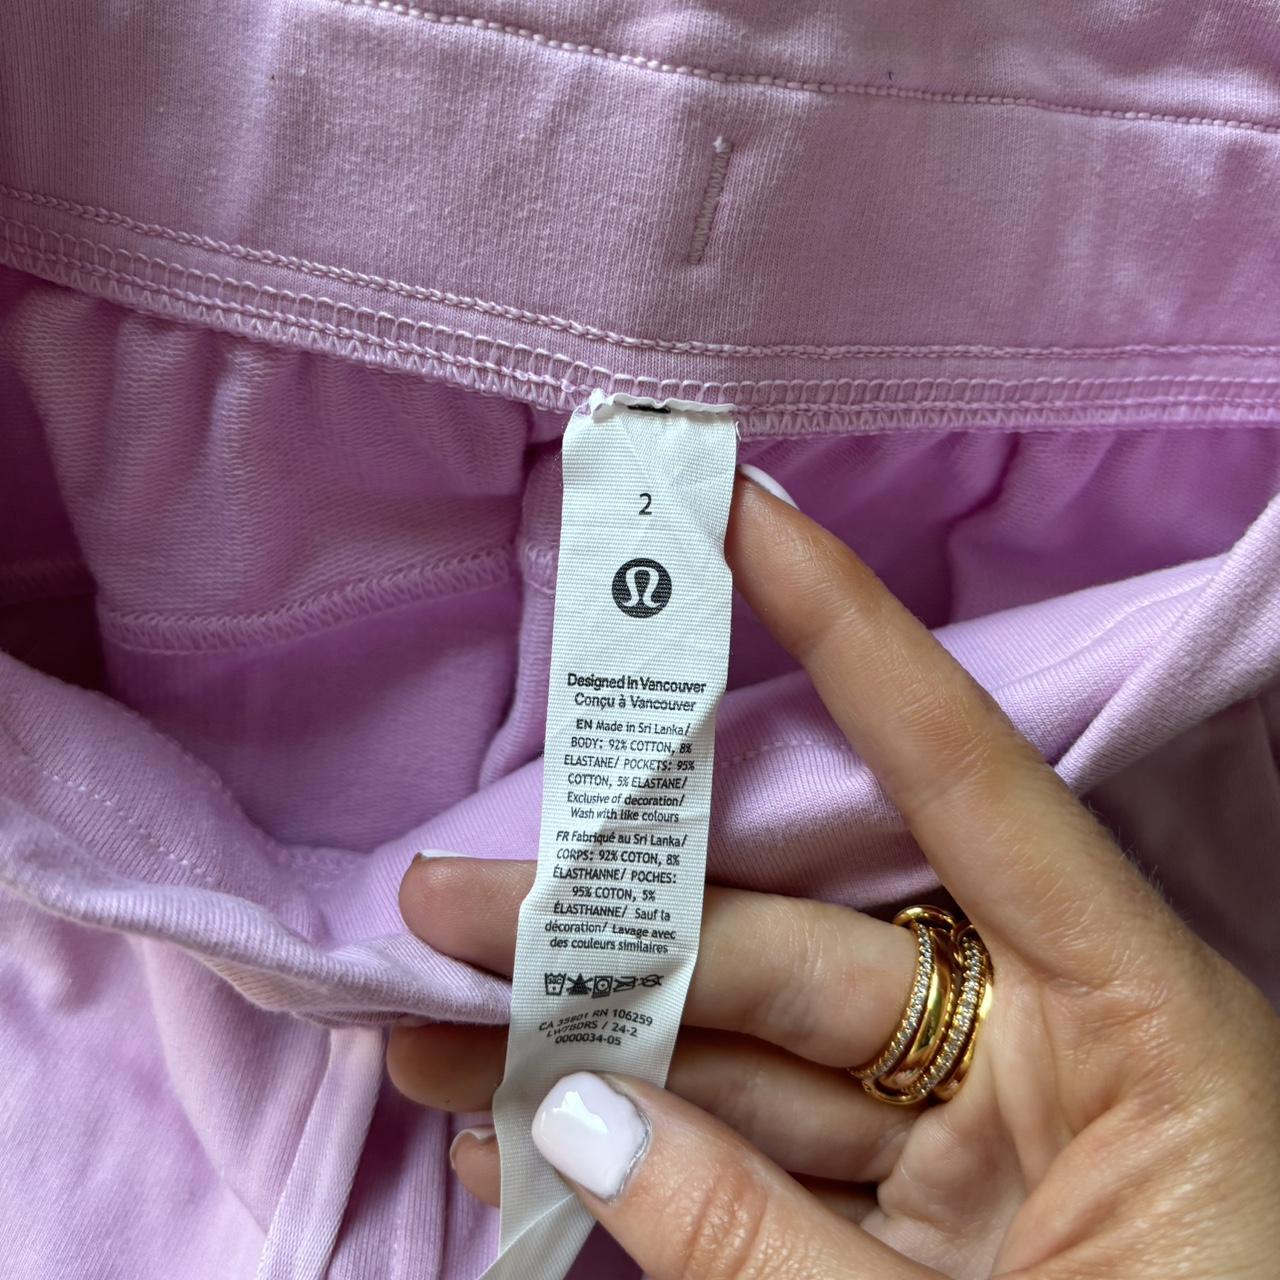 2
Designed in Vancouver
Conçu à Vancouver
EN Made in Sri Lanka/
BODY: 92% COTTON, 8%
ELASTANE/ POCKETS: 95%
COTTON, 5% ELASTANE/
Exclusive of decoration/
Wash with like colours
FR Fabriqué au Sri Lanka/
CORPS: 92% COTON, 8%
ÉLASTHANNE/ POCHES:
95% COTON, 5%
ÉLASTHANNE/ Sauf la
décoration/ Lavage avec
des couleurs similaires
CA 35801 RN 106259
/ 24-2
0000034-05